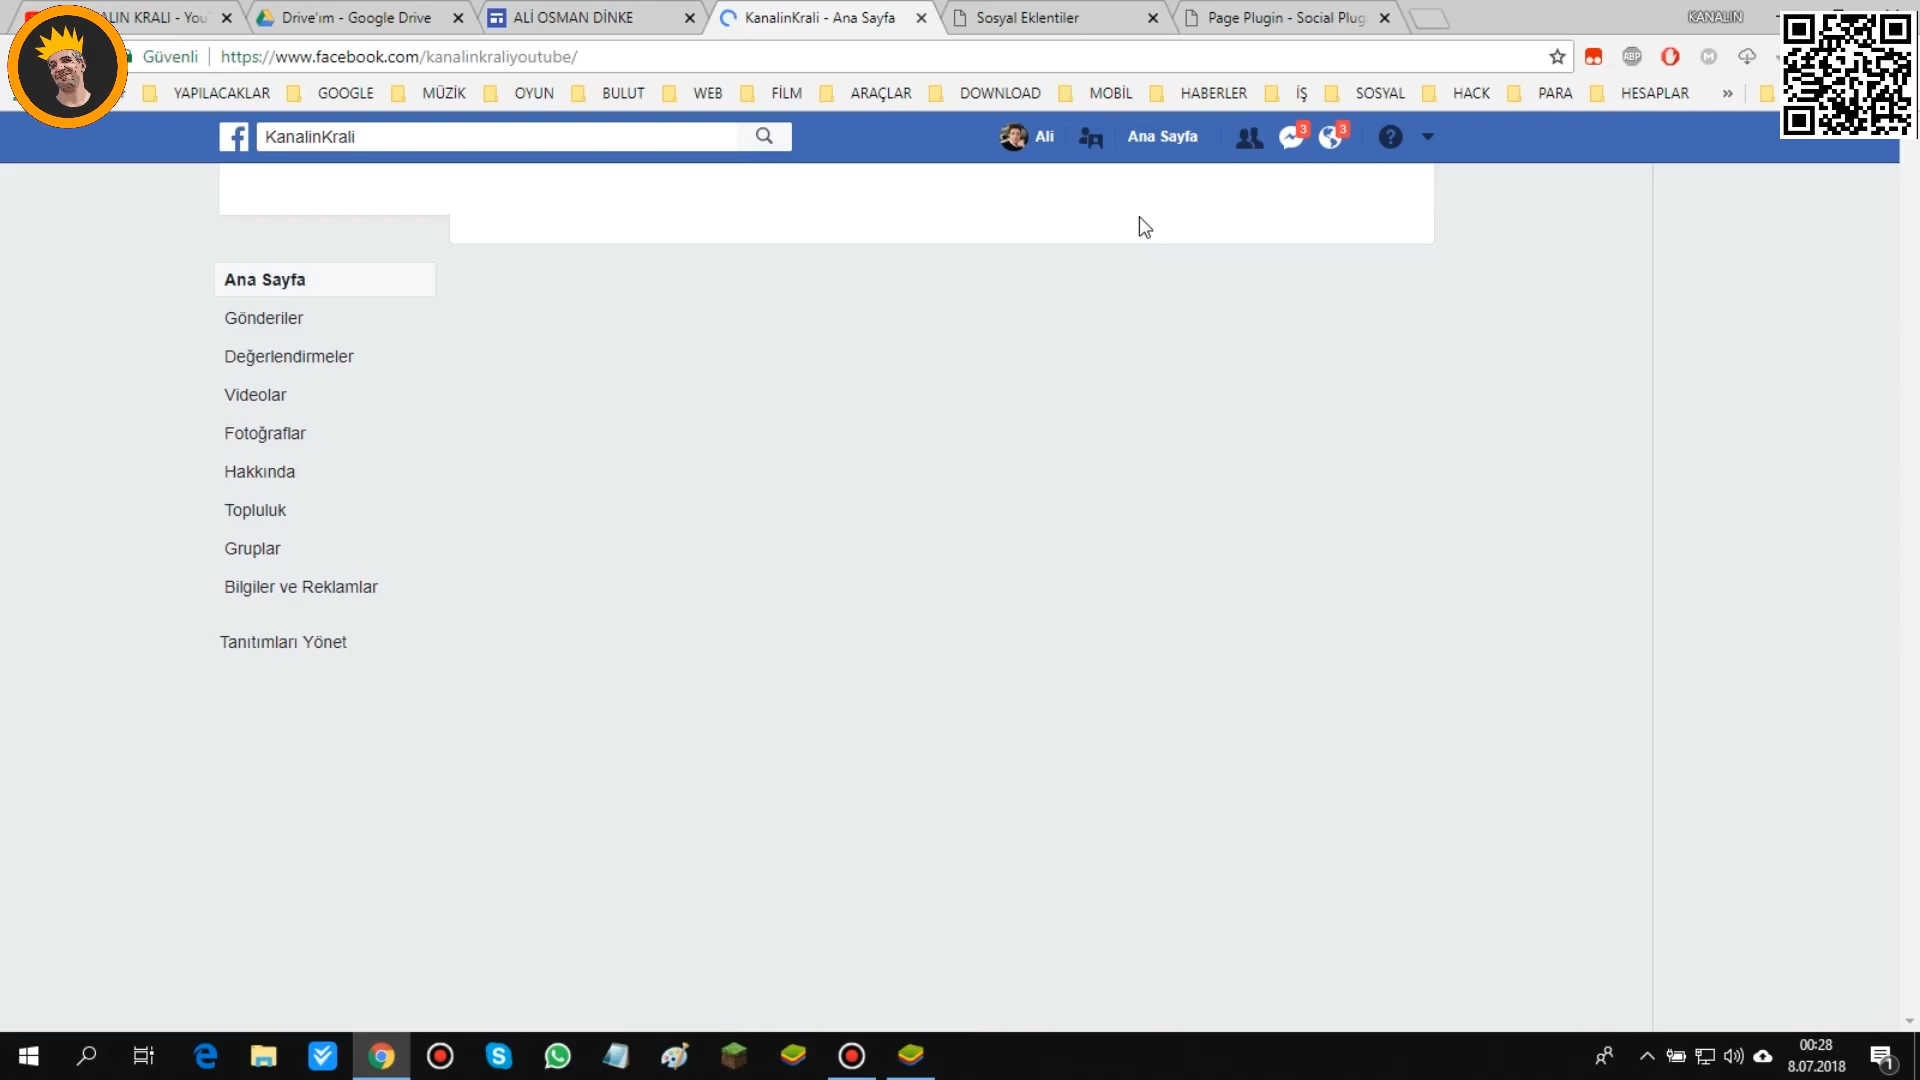 ALIN KRALI - You
Drive'ım - Google Drive
ALİ OSMAN DİNKE
KanalinKrali - Ana Sayfa
Sosyal Eklentiler
Page Plugin - Social Plug
KANALIN
Güvenli
https://www.facebook.com/kanalinkraliyoutube/
ABP
YAPILACAKLAR
GOOGLE
MÜZİK
OYUN
BULUT
WEB
FİLM
ARAÇLAR
DOWNLOAD
MOBİL
HABERLER
İŞ
SOSYAL
HACK
PARA
HESAPLAR
»
KanalinKrali
Ali
Ana Sayfa
3
3
Ana Sayfa
Gönderiler
Değerlendirmeler
Videolar
Fotoğraflar
Hakkında
Topluluk
Gruplar
Bilgiler ve Reklamlar
Tanıtımları Yönet
00:28
8.07.2018
1